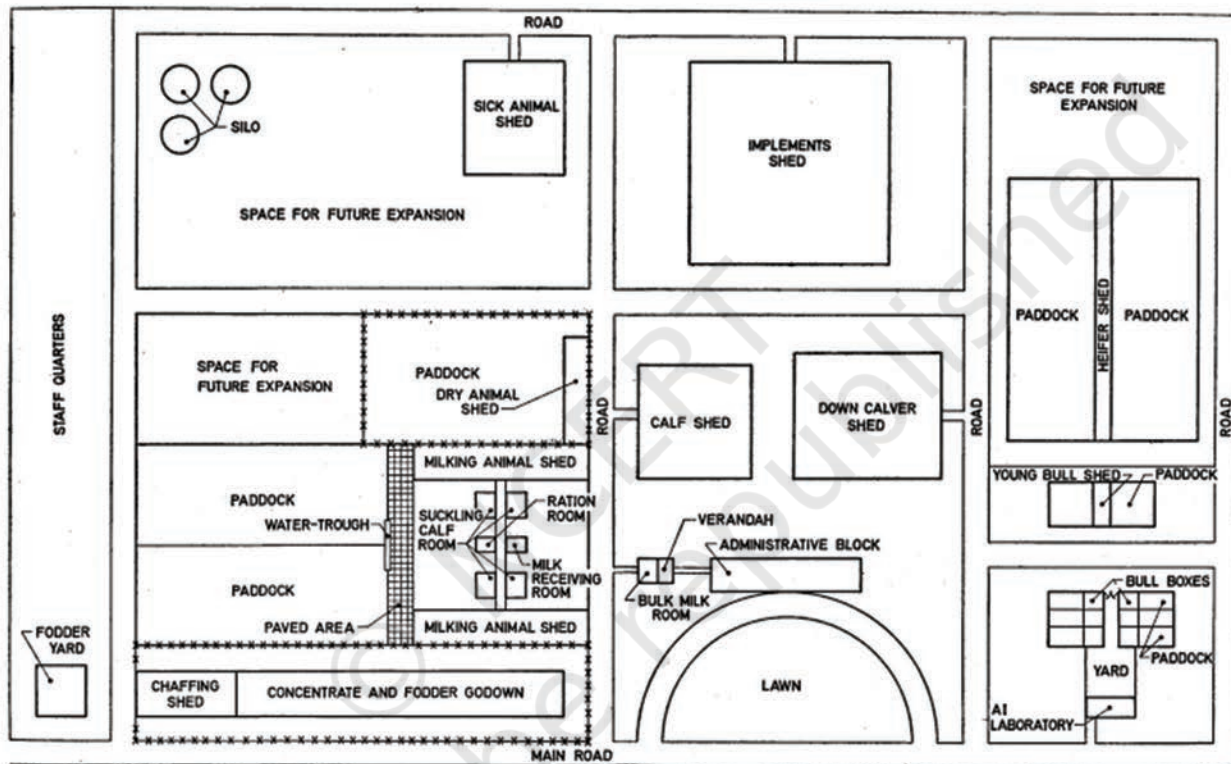 ROAD
SILO
SICK ANIMAL
SHED
SPACE FOR FUTURE EXPANSION
IMPLEMENTS
SHED
SPACE FOR FUTURE
EXPANSION
PADDOCK
HEIFER SHED
PADDOCK
ROAD
STAFF QUARTERS
SPACE FOR
FUTURE EXPANSION
PADDOCK
DRY ANIMAL
SHED
ROAD
CALF SHED
DOWN CALVER
SHED
ROAD
MILKING ANIMAL SHED
PADDOCK
WATER-TROUGH
SUCKLING
CALF
ROOM
RATION
ROOM
MILK
RECEIVING
ROOM
PADDOCK
PAVED AREA
MILKING ANIMAL SHED
YOUNG BULL SHED
PADDOCK
VERANDAH
ADMINISTRATIVE BLOCK
BULK MILK
ROOM
BULL BOXES
PADDOCK
YARD
AI
LABORATORY
FODDER
YARD
CHAFFING
SHED
CONCENTRATE AND FODDER GODOWN
LAWN
MAIN ROAD
© NCERT
be republished